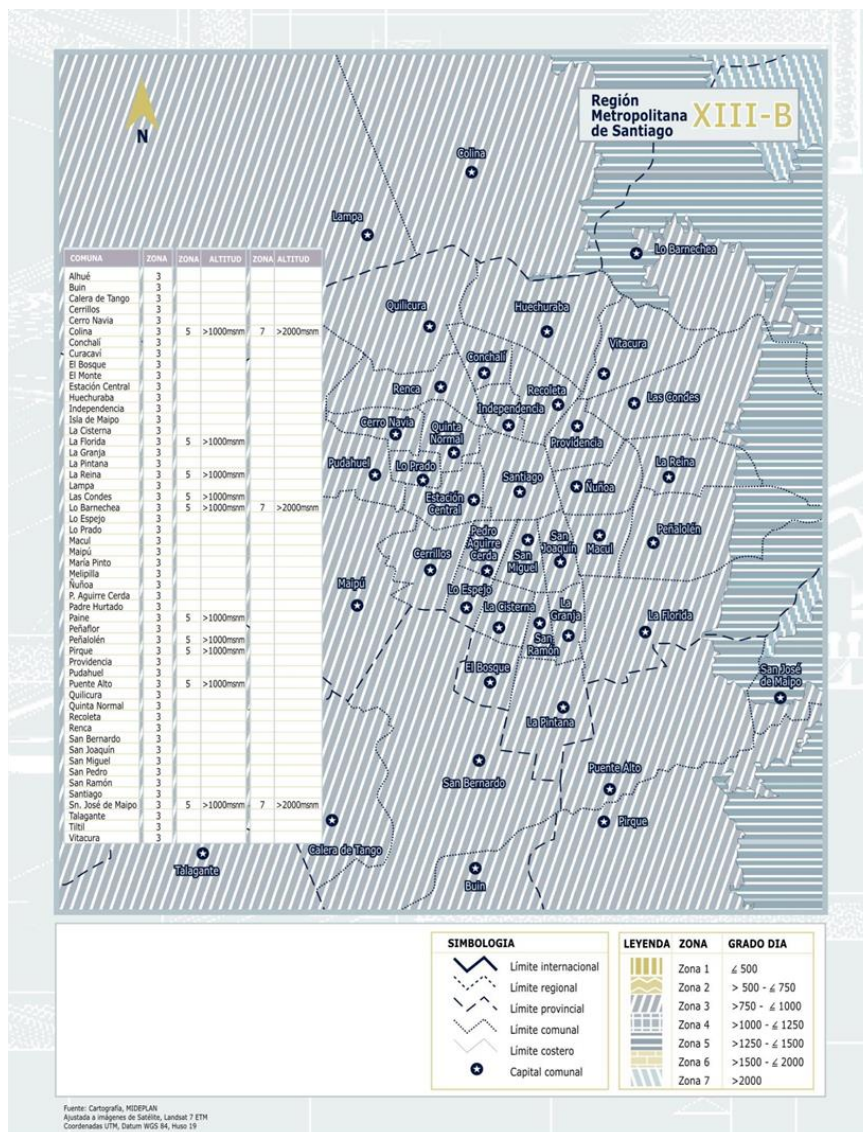 Región
Metropolitana
de Santiago
XIII-B
N
Colina
Lampa
Lo Barnechea
COMUNA ZONA ZONA ALTITUD ZONA ALTITUD
Alhué 3
Buin 3
Calera de Tango 3
Cerrillos 3
Cerro Navia 3
Colina 3 5 >1000msnm 7 >2000msnm
Conchalí 3
Curacaví 3
El Bosque 3
El Monte 3
Estación Central 3
Huechuraba 3
Independencia 3
Isla de Maipo 3
La Cisterna 3
La Florida 3 5 >1000msnm
La Granja 3
La Pintana 3
La Reina 3 5 >1000msnm
Lampa 3
Las Condes 3 5 >1000msnm
Lo Barnechea 3 5 >1000msnm 7 >2000msnm
Lo Espejo 3
Lo Prado 3
Macul 3
Maipú 3
María Pinto 3
Melipilla 3
Ñuñoa 3
P. Aguirre Cerda 3
Padre Hurtado 3
Paine 3 5 >1000msnm
Peñaflor 3
Peñalolén 3 5 >1000msnm
Pirque 3 5 >1000msnm
Providencia 3
Pudahuel 3
Puente Alto 3 5 >1000msnm
Quilicura 3
Quinta Normal 3
Recoleta 3
Renca 3
San Bernardo 3
San Joaquín 3
San Miguel 3
San Pedro 3
San Ramón 3
Santiago 3
Sn. José de Maipo 3 5 >1000msnm 7 >2000msnm
Talagante 3
Tiltil 3
Vitacura 3
Quilicura
Huechuraba
Vitacura
Conchalí
Renca
Recoleta
Las Condes
Independencia
Cerro Navia
Quinta
Normal
Providencia
Pudahuel
Lo Prado
La Reina
Santiago
Ñuñoa
Estación
Central
Pedro
Aguirre
Cerda
San
Miguel
San
Joaquín
Macul
Peñalolén
Cerrillos
Maipú
Lo Espejo
La Cisterna
La
Granja
San
Ramón
La Florida
El Bosque
San José
de Maipo
La Pintana
San Bernardo
Puente Alto
Pirque
Calera de Tango
Talagante
Buin
SIMBOLOGIA
Límite internacional
Límite regional
Límite provincial
Límite comunal
Límite costero
Capital comunal
LEYENDA ZONA GRADO DIA
Zona 1 ≤ 500
Zona 2 > 500 - ≤ 750
Zona 3 >750 - ≤ 1000
Zona 4 >1000 - ≤ 1250
Zona 5 >1250 - ≤ 1500
Zona 6 >1500 - ≤ 2000
Zona 7 >2000
Fuente: Cartografía, MIDEPLAN
Ajustada a imágenes de Satélite, Landsat 7 ETM
Coordenadas UTM, Datum WGS 84, Huso 19